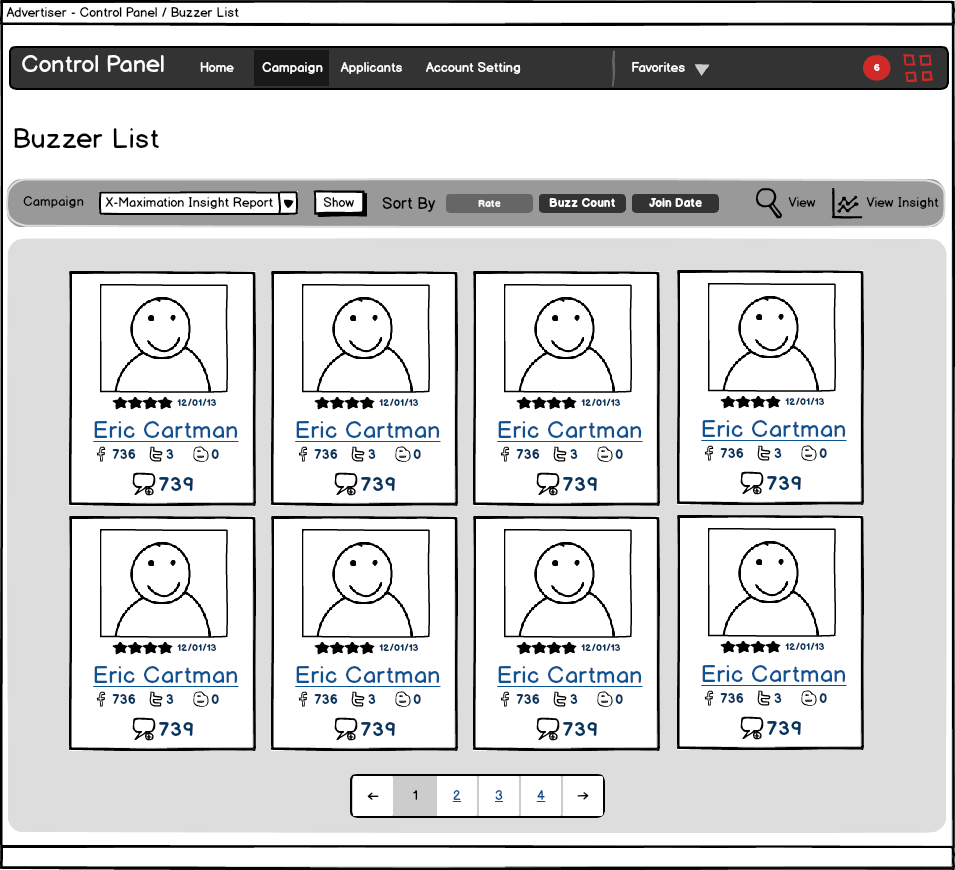 Advertiser - Control Panel / Buzzer List
Control Panel Home Campaign Applicants Account Setting Favorites 6
Buzzer List
Campaign X-Maximation Insight Report Show Sort By Rate Buzz Count Join Date View View Insight
12/01/13 12/01/13 12/01/13 12/01/13
Eric Cartman Eric Cartman Eric Cartman Eric Cartman
736 3 0 736 3 0 736 3 0 736 3 0
739 739 739 739
12/01/13 12/01/13 12/01/13 12/01/13
Eric Cartman Eric Cartman Eric Cartman Eric Cartman
736 3 0 736 3 0 736 3 0 736 3 0
739 739 739 739
← 1 2 3 4 →